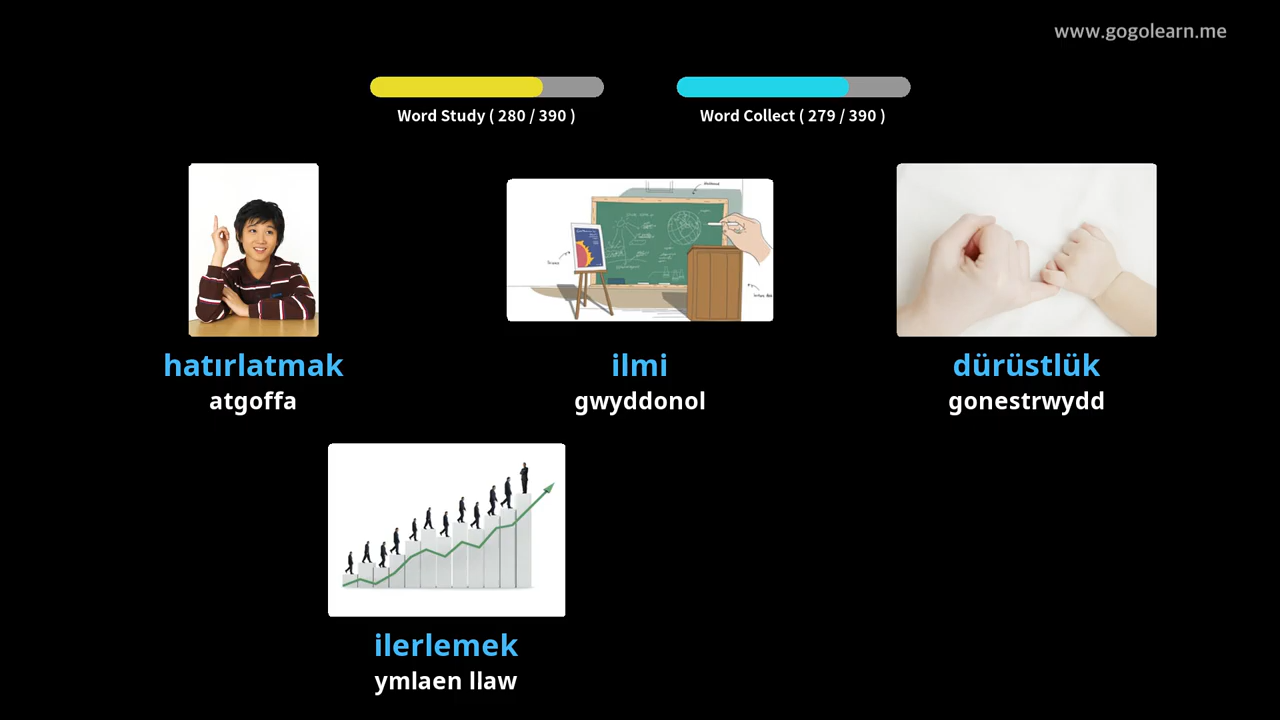 www.gogolearn.me
Word Study ( 280 / 390 )
Word Collect ( 279 / 390 )
hatırlatmak
atgoffa
ilmi
gwyddonol
dürüstlük
gonestrwydd
ilerlemek
ymlaen llaw